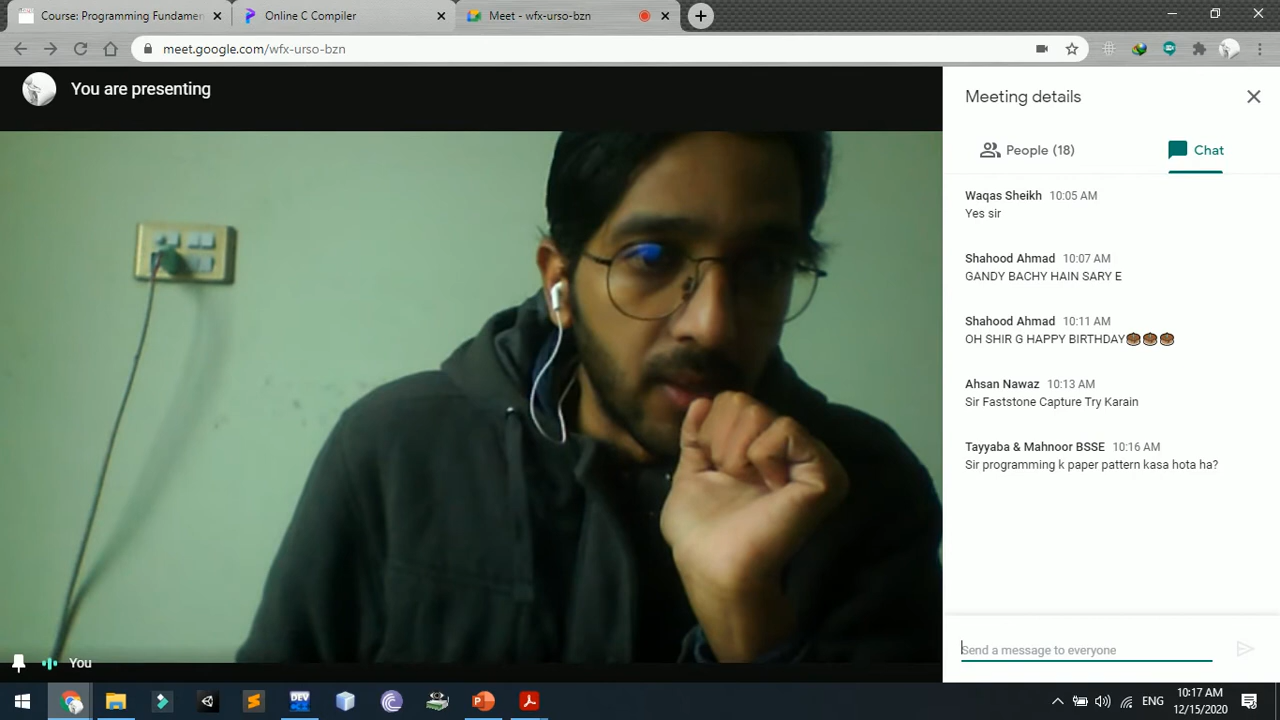 Course: Programming Fundamen
Online C Compiler
Meet - wfx-urso-bzn
meet.google.com/wfx-urso-bzn
You are presenting
Meeting details
People (18)
Chat
Waqas Sheikh 10:05 AM
Yes sir
Shahood Ahmad 10:07 AM
GANDY BACHY HAIN SARY E
Shahood Ahmad 10:11 AM
OH SHIR G HAPPY BIRTHDAY
Ahsan Nawaz 10:13 AM
Sir Faststone Capture Try Karain
Tayyaba & Mahnoor BSSE 10:16 AM
Sir programming k paper pattern kasa hota ha?
Send a message to everyone
You
DEV
ENG
10:17 AM
12/15/2020